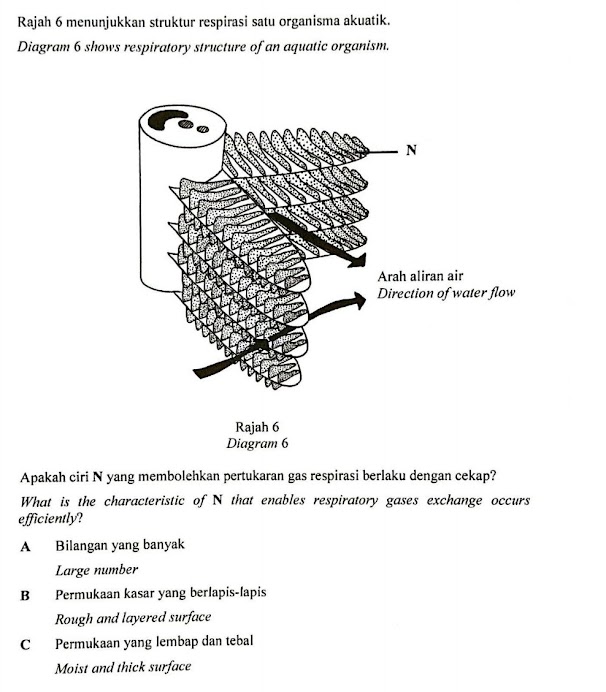 Rajah 6 menunjukkan struktur respirasi satu organisma akuatik.
Diagram 6 shows respiratory structure of an aquatic organism.
N
Arah aliran air
Direction of water flow
Rajah 6
Diagram 6
Apakah ciri N yang membolehkan pertukaran gas respirasi berlaku dengan cekap?
What is the characteristic of N that enables respiratory gases exchange occurs
efficiently?
A Bilangan yang banyak
Large number
B Permukaan kasar yang berlapis-lapis
Rough and layered surface
C Permukaan yang lembap dan tebal
Moist and thick surface